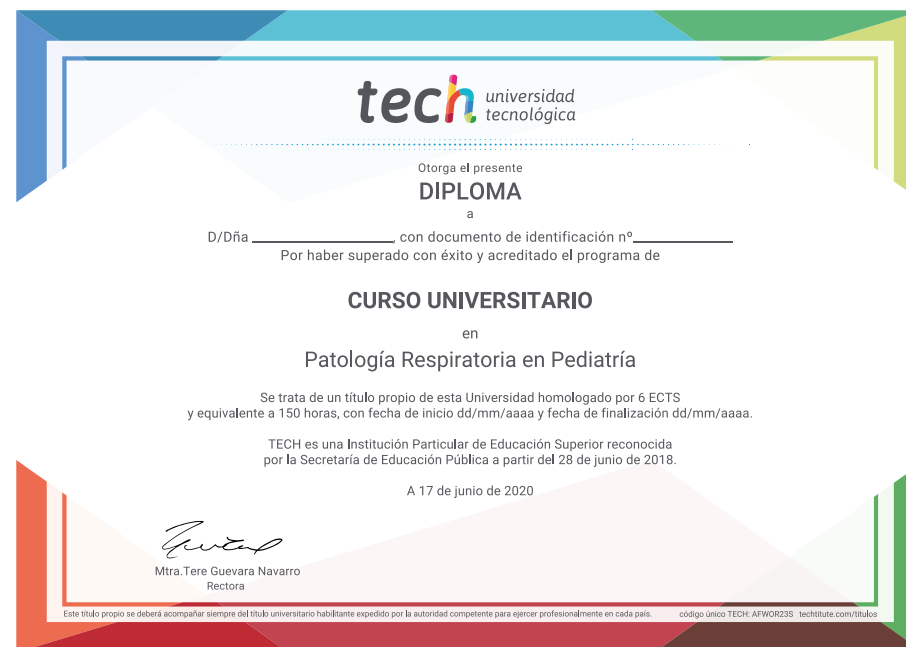 tech universidad
tecnológica
Otorga el presente
DIPLOMA
a
D/Dña ____________________, con documento de identificación nº______________
Por haber superado con éxito y acreditado el programa de
CURSO UNIVERSITARIO
en
Patología Respiratoria en Pediatría
Se trata de un título propio de esta Universidad homologado por 6 ECTS
y equivalente a 150 horas, con fecha de inicio dd/mm/aaaa y fecha de finalización dd/mm/aaaa.
TECH es una Institución Particular de Educación Superior reconocida
por la Secretaría de Educación Pública a partir del 28 de junio de 2018.
A 17 de junio de 2020
Mtra.Tere Guevara Navarro
Rectora
Este título propio se deberá acompañar siempre del título universitario habilitante expedido por la autoridad competente para ejercer profesionalmente en cada país. código único TECH: AFWOR23S techtitute.com/titulos